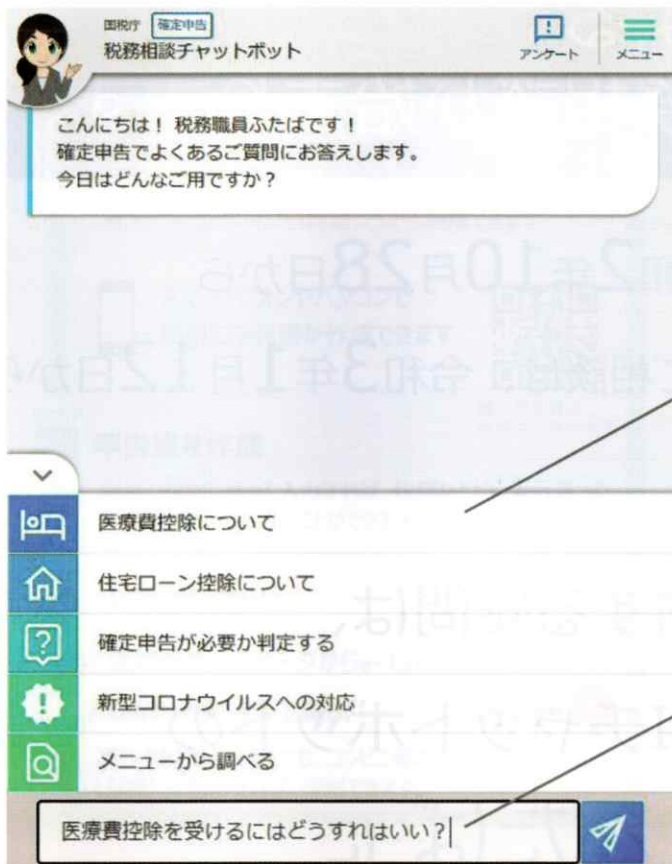 国税庁 確定申告
税務相談チャットボット
アンケート
メニュー
こんにちは! 税務職員ふたばです!
確定申告でよくあるご質問にお答えします。
今日はどんなご用ですか?
医療費控除について
住宅ローン控除について
確定申告が必要か判定する
新型コロナウイルスへの対応
メニューから調べる
医療費控除を受けるにはどうすれはいい?